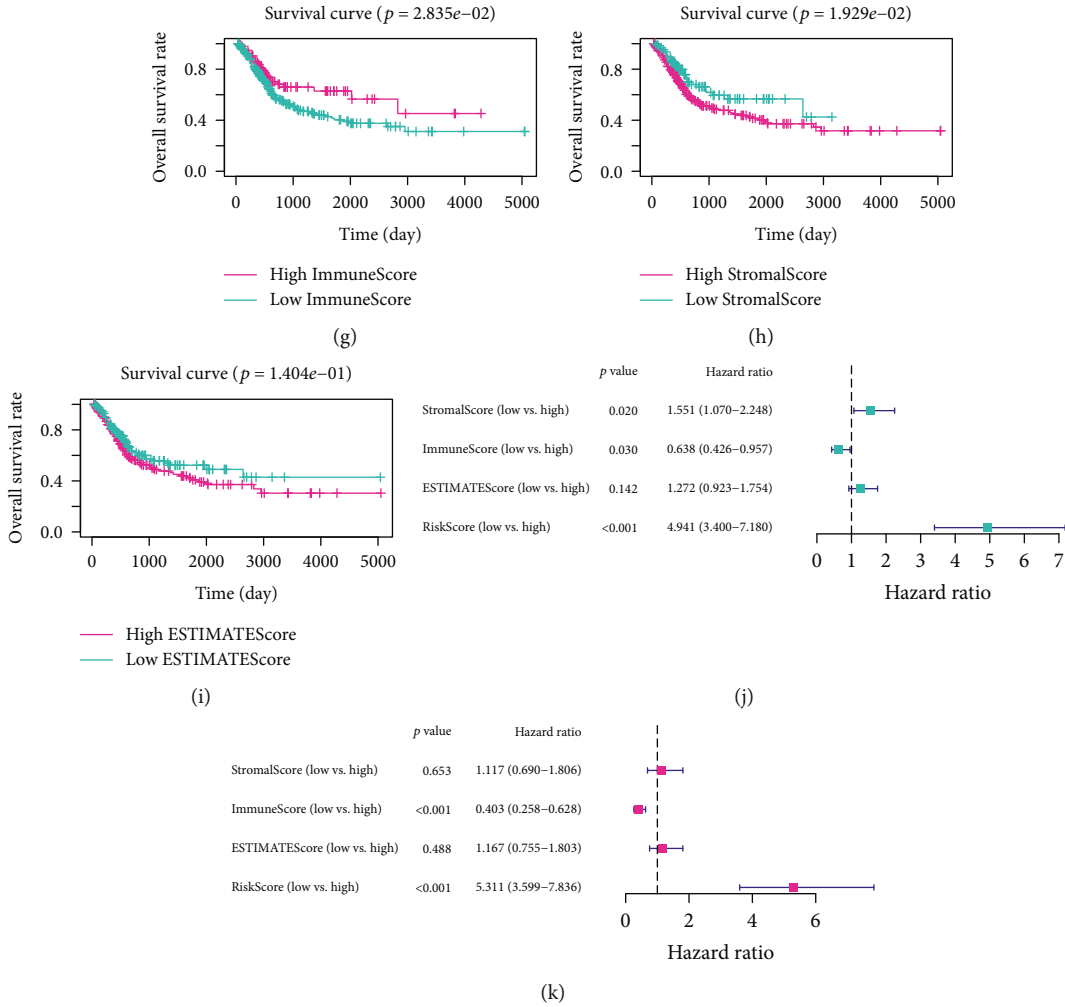 Survival curve (p = 2.835e−02)
Overall survival rate
0.8
0.4
0.0
0 1000 2000 3000 4000 5000
Time (day)
High ImmuneScore
Low ImmuneScore
(g)
Survival curve (p = 1.929e−02)
Overall survival rate
0.8
0.4
0.0
0 1000 2000 3000 4000 5000
Time (day)
High StromalScore
Low StromalScore
(h)
Survival curve (p = 1.404e−01)
Overall survival rate
0.8
0.4
0.0
0 1000 2000 3000 4000 5000
Time (day)
High ESTIMATEScore
Low ESTIMATEScore
(i)
p value Hazard ratio
StromalScore (low vs. high) 0.020 1.551 (1.070−2.248)
ImmuneScore (low vs. high) 0.030 0.638 (0.426−0.957)
ESTIMATEScore (low vs. high) 0.142 1.272 (0.923−1.754)
RiskScore (low vs. high) <0.001 4.941 (3.400−7.180)
0 1 2 3 4 5 6 7
Hazard ratio
(j)
p value Hazard ratio
StromalScore (low vs. high) 0.653 1.117 (0.690−1.806)
ImmuneScore (low vs. high) <0.001 0.403 (0.258−0.628)
ESTIMATEScore (low vs. high) 0.488 1.167 (0.755−1.803)
RiskScore (low vs. high) <0.001 5.311 (3.599−7.836)
0 2 4 6
Hazard ratio
(k)